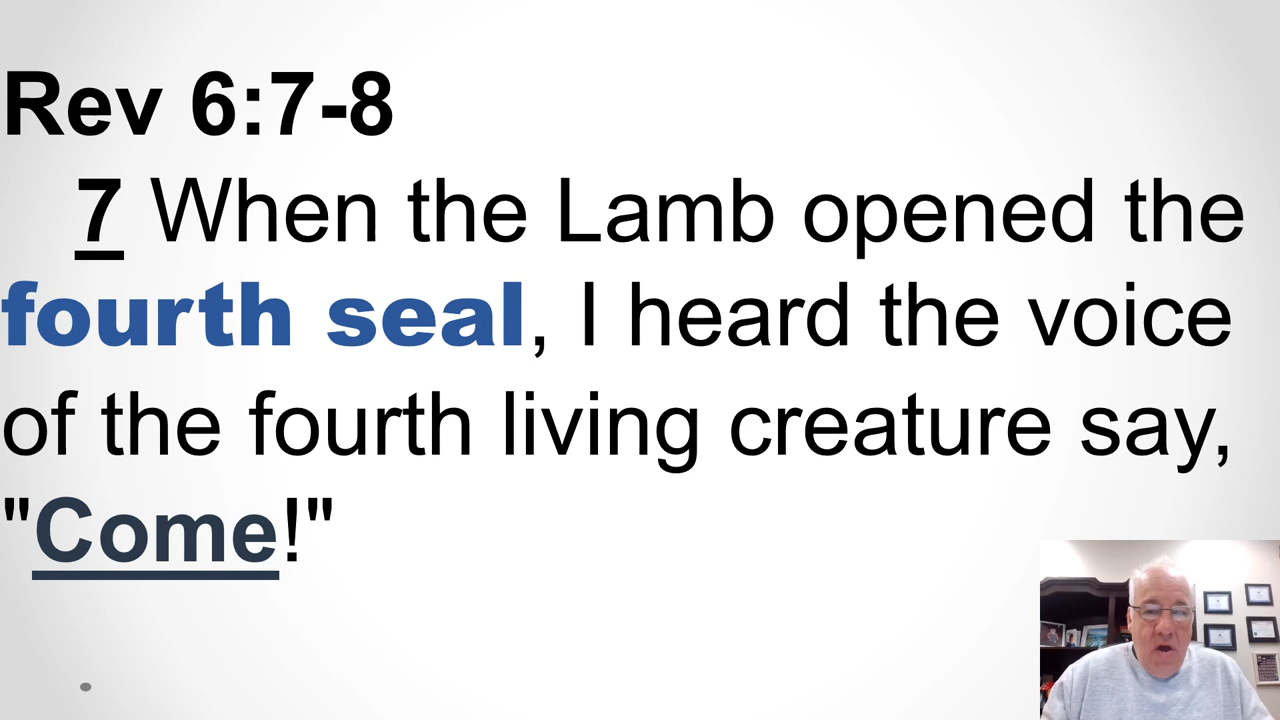 Rev 6:7-8
7 When the Lamb opened the
fourth seal, I heard the voice
of the fourth living creature say,
"Come!"